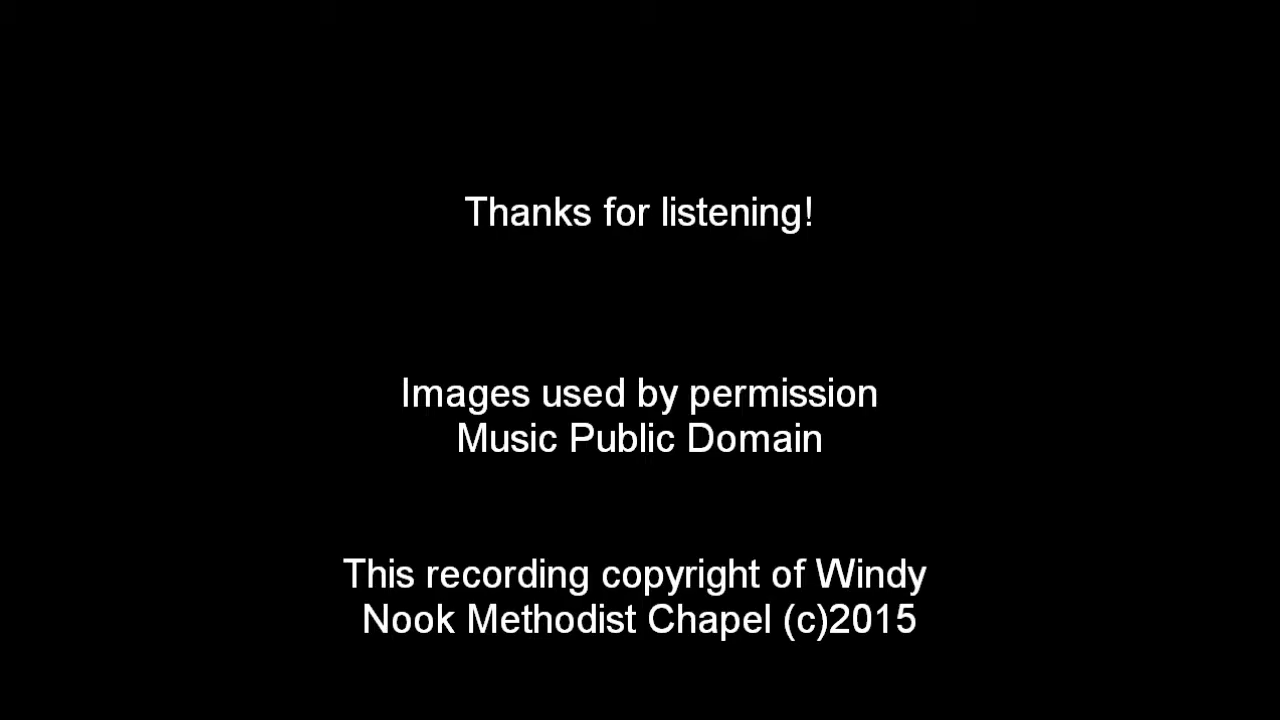 Thanks for listening!
Images used by permission
Music Public Domain
This recording copyright of Windy
Nook Methodist Chapel (c)2015